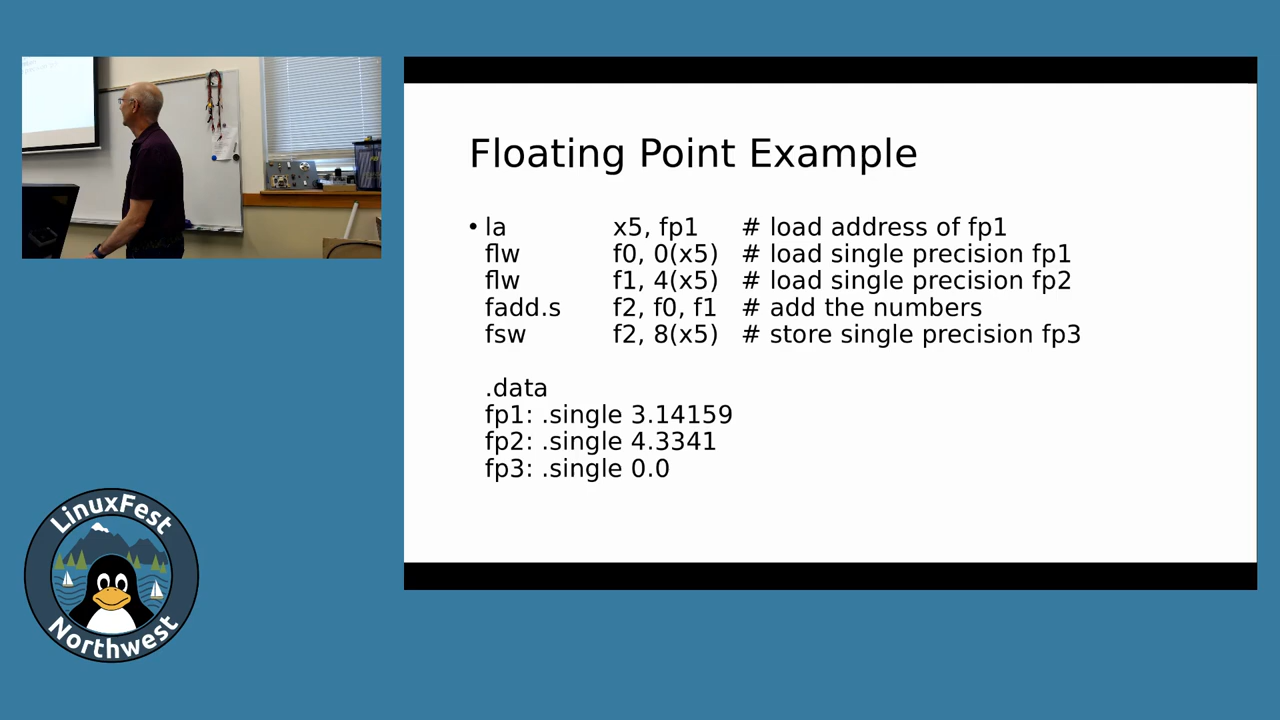 Floating Point Example
• la x5, fp1 # load address of fp1
flw f0, 0(x5) # load single precision fp1
flw f1, 4(x5) # load single precision fp2
fadd.s f2, f0, f1 # add the numbers
fsw f2, 8(x5) # store single precision fp3
.data
fp1: .single 3.14159
fp2: .single 4.3341
fp3: .single 0.0
LinuxFest
Northwest